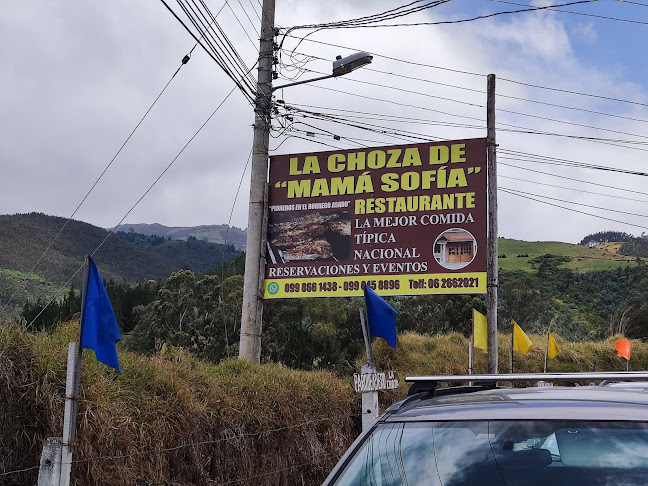 LA CHOZA DE
"MAMÁ SOFÍA"
"PIONEROS EN EL BORREGO ASADO"
RESTAURANTE
LA MEJOR COMIDA
TÍPICA
NACIONAL
RESERVACIONES Y EVENTOS
099 866 1438 - 099 045 8896 Telf: 06 2662021